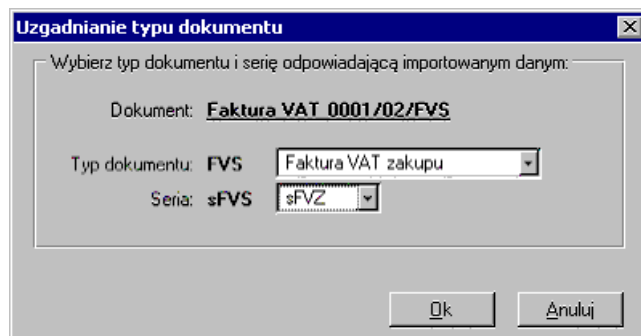 Uzgadnianie typu dokumentu
Wybierz typ dokumentu i serię odpowiadającą importowanym danym:
Dokument: Faktura VAT 0001/02/FVS
Typ dokumentu: FVS Faktura VAT zakupu
Seria: sFVS sFVZ
Ok Anuluj